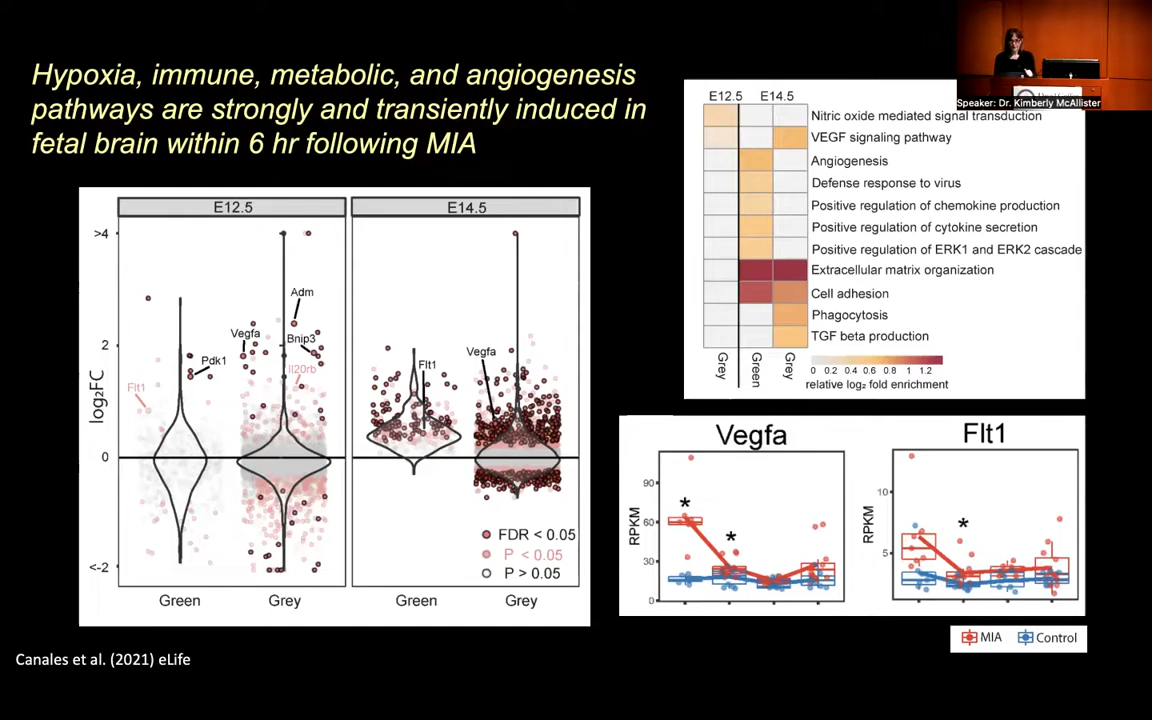 Hypoxia, immune, metabolic, and angiogenesis
pathways are strongly and transiently induced in
fetal brain within 6 hr following MIA
Speaker: Dr. Kimberly McAllister
E12.5
E14.5
>4
2
0
<-2
log₂FC
Adm
Vegfa
Bnip3
Pdk1
Il20rb
Flt1
Flt1
Vegfa
FDR < 0.05
P < 0.05
P > 0.05
Green
Grey
Green
Grey
E12.5
E14.5
Nitric oxide mediated signal transduction
VEGF signaling pathway
Angiogenesis
Defense response to virus
Positive regulation of chemokine production
Positive regulation of cytokine secretion
Positive regulation of ERK1 and ERK2 cascade
Extracellular matrix organization
Cell adhesion
Phagocytosis
TGF beta production
Grey
Green
Grey
0 0.2 0.4 0.6 0.8 1 1.2
relative log₂ fold enrichment
Vegfa
Flt1
RPKM
90
60
30
0
*
*
RPKM
10
5
*
MIA
Control
Canales et al. (2021) eLife